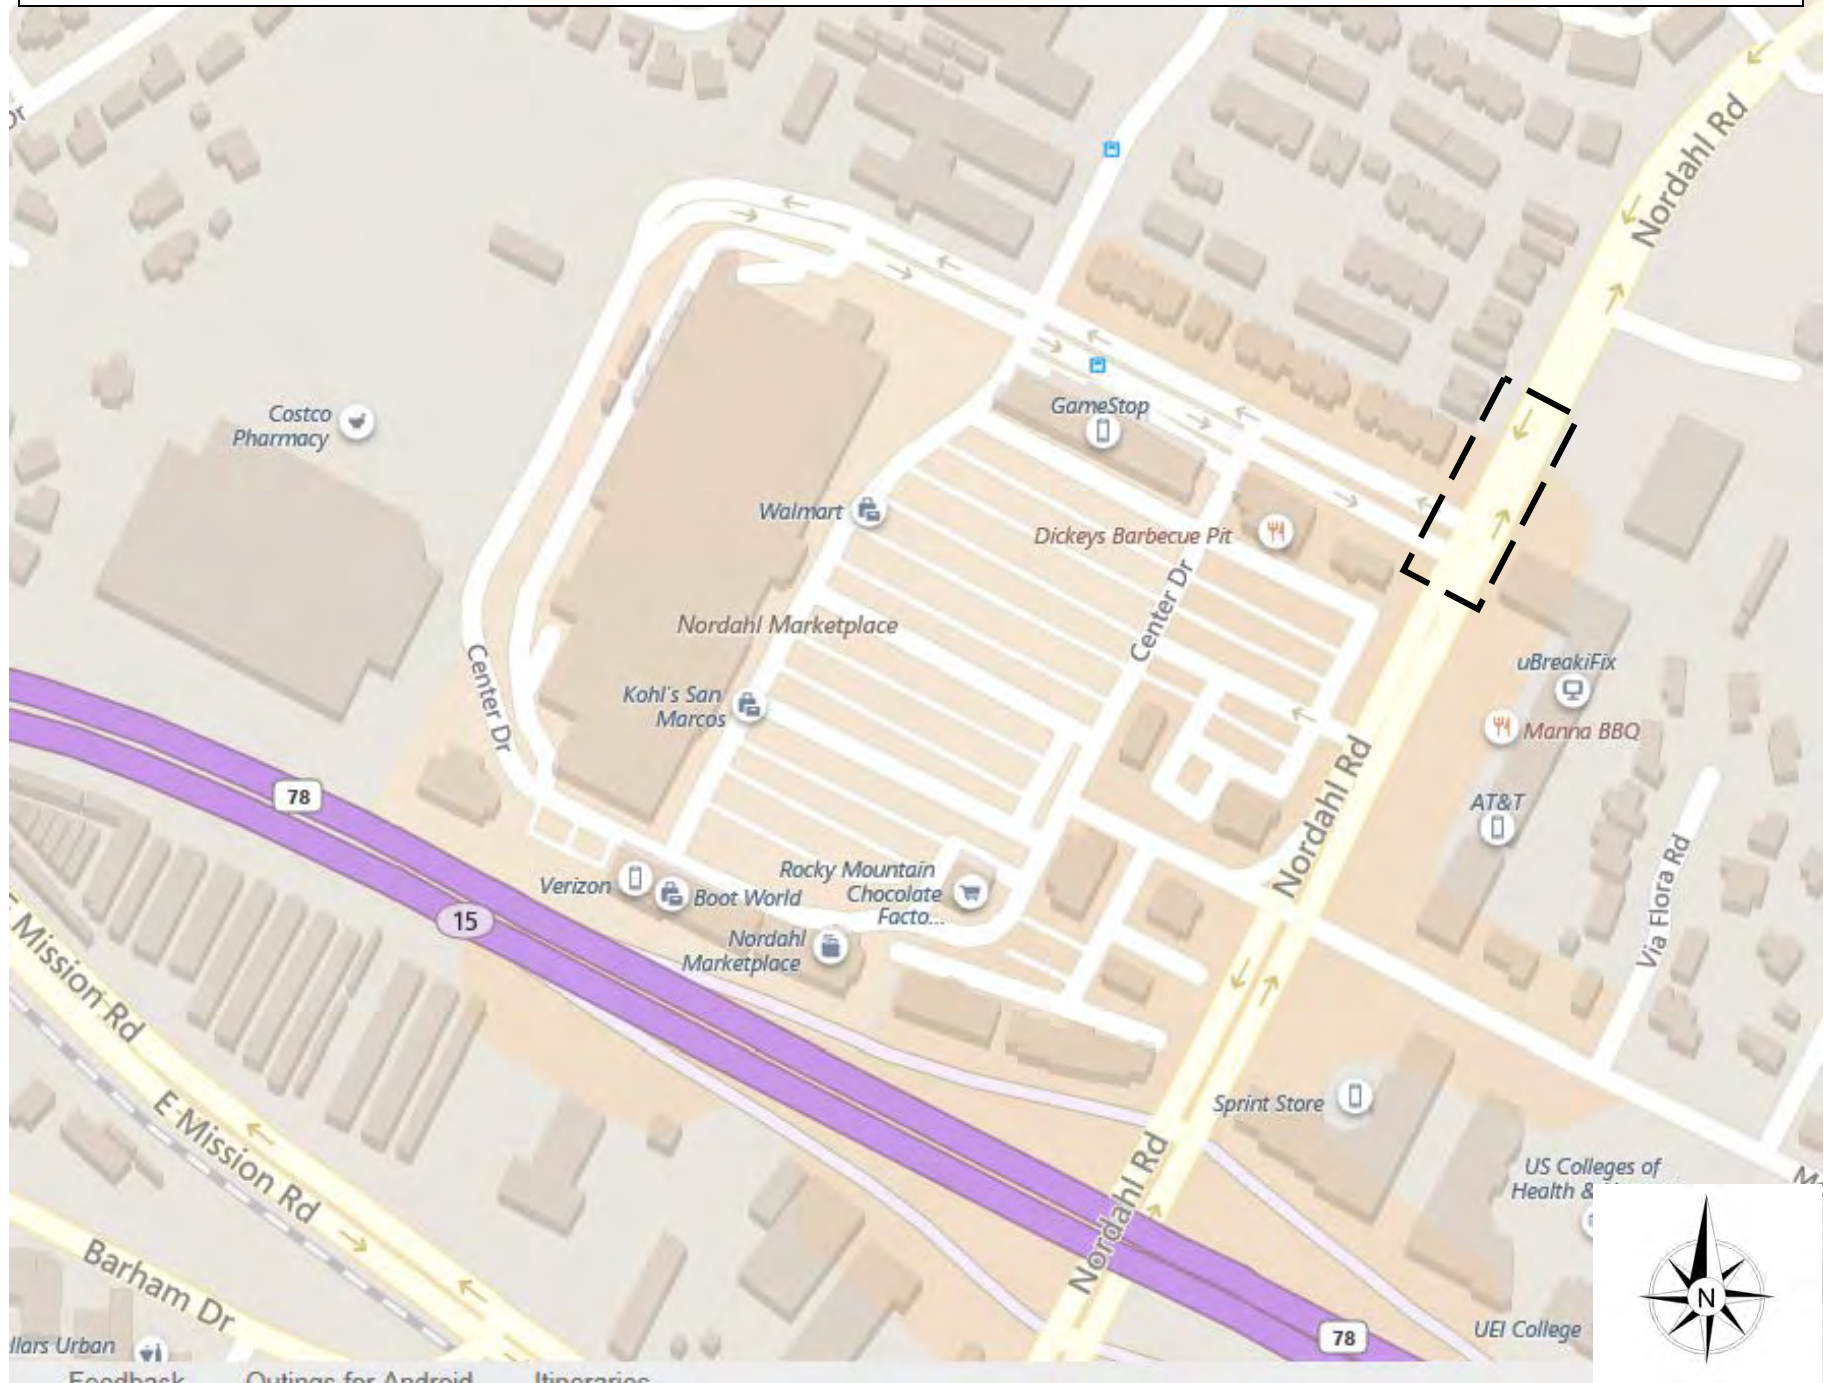 Nordahl Rd
Costco
Pharmacy
GameStop
Walmart
Dickeys Barbecue Pit
Nordahl Marketplace
Center Dr
Center Dr
Kohl's San
Marcos
uBreakiFix
Manna BBQ
Nordahl Rd
78
AT&T
Via Flora Rd
Verizon
Boot World
Rocky Mountain
Chocolate
Facto...
15
Nordahl
Marketplace
Mission Rd
E Mission Rd
Sprint Store
Nordahl Rd
US Colleges of
Health &
Barham Dr
N
78
UEI College
Urban
Feedback Outings for Android Itineraries